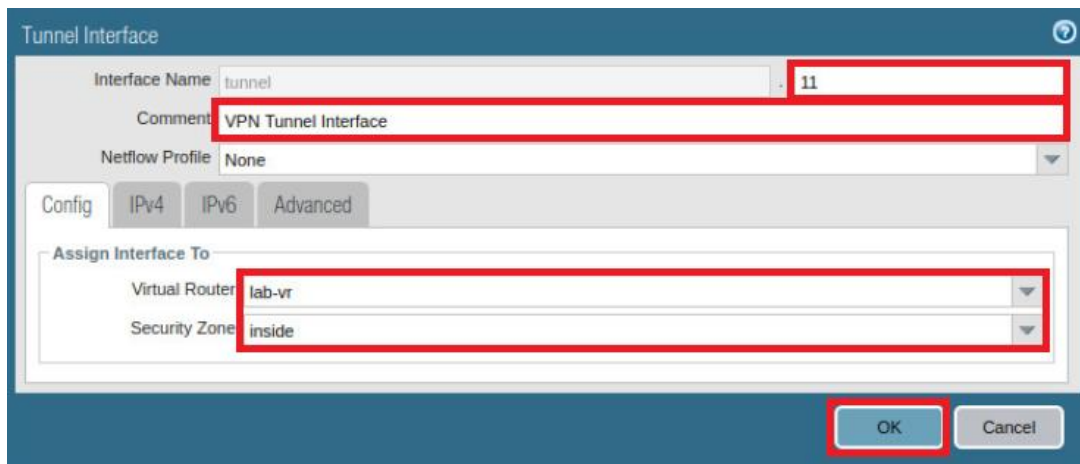 Tunnel Interface
Interface Name tunnel . 11
Comment VPN Tunnel Interface
Netflow Profile None
Config IPv4 IPv6 Advanced
Assign Interface To
Virtual Router lab-vr
Security Zone inside
OK Cancel